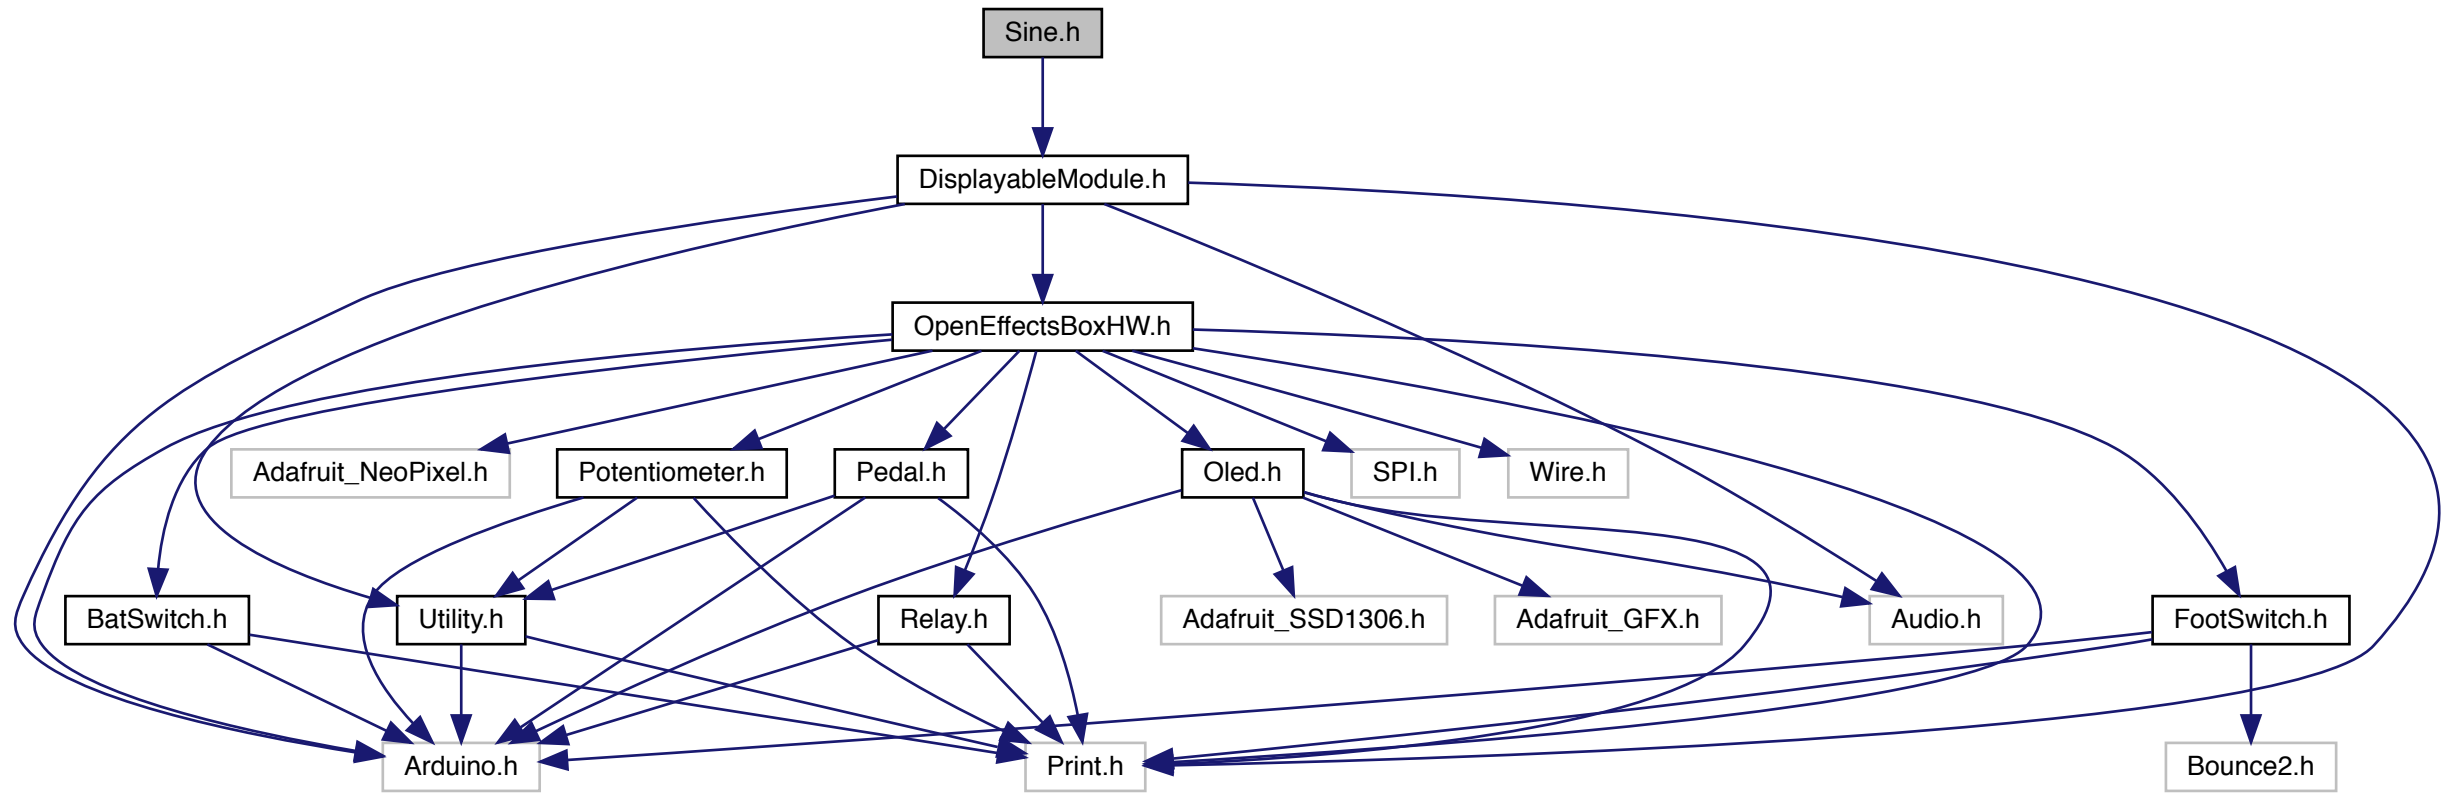 Sine.h
DisplayableModule.h
OpenEffectsBoxHW.h
Adafruit_NeoPixel.h
Potentiometer.h
Pedal.h
Oled.h
SPI.h
Wire.h
BatSwitch.h
Utility.h
Relay.h
Adafruit_SSD1306.h
Adafruit_GFX.h
Audio.h
FootSwitch.h
Arduino.h
Print.h
Bounce2.h